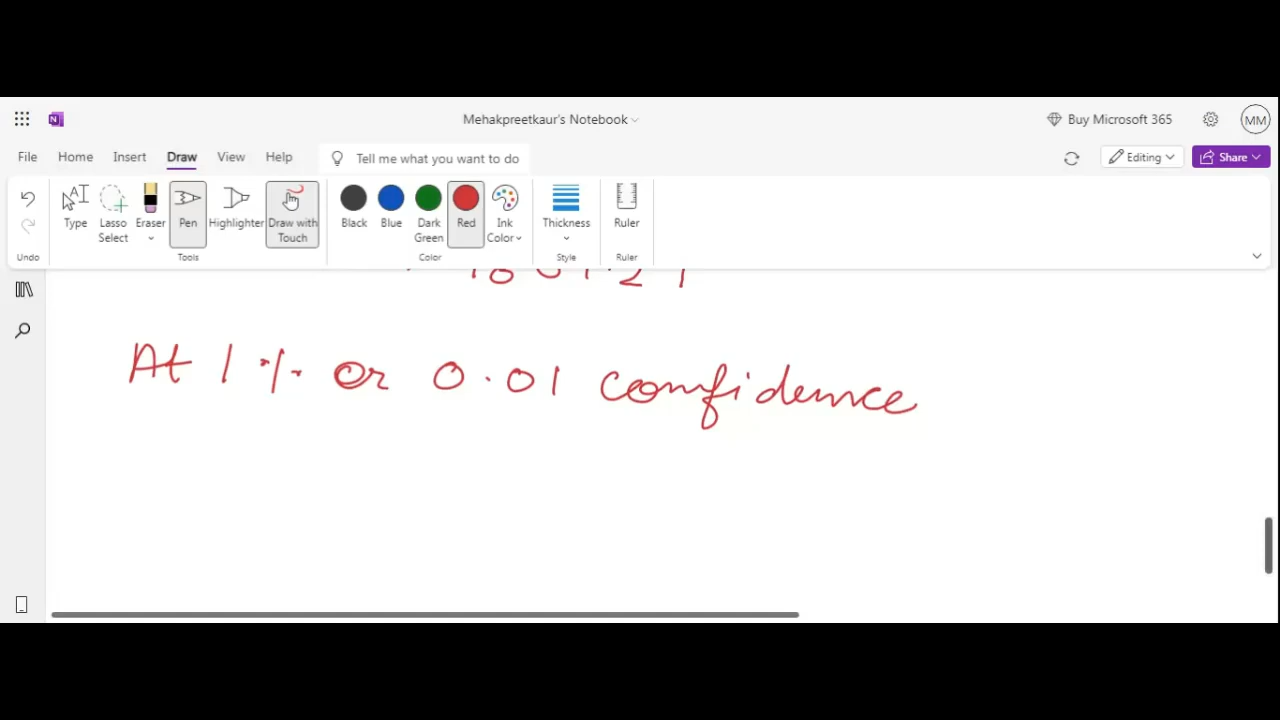 Mehakpreetkaur's Notebook
Buy Microsoft 365
MM
File Home Insert Draw View Help Tell me what you want to do
Editing Share
Type Lasso Select Eraser Pen Highlighter Draw with Touch Black Blue Dark Green Red Ink Color Thickness Ruler
Undo Tools Color Style Ruler
At 1 % or 0.01 confidence